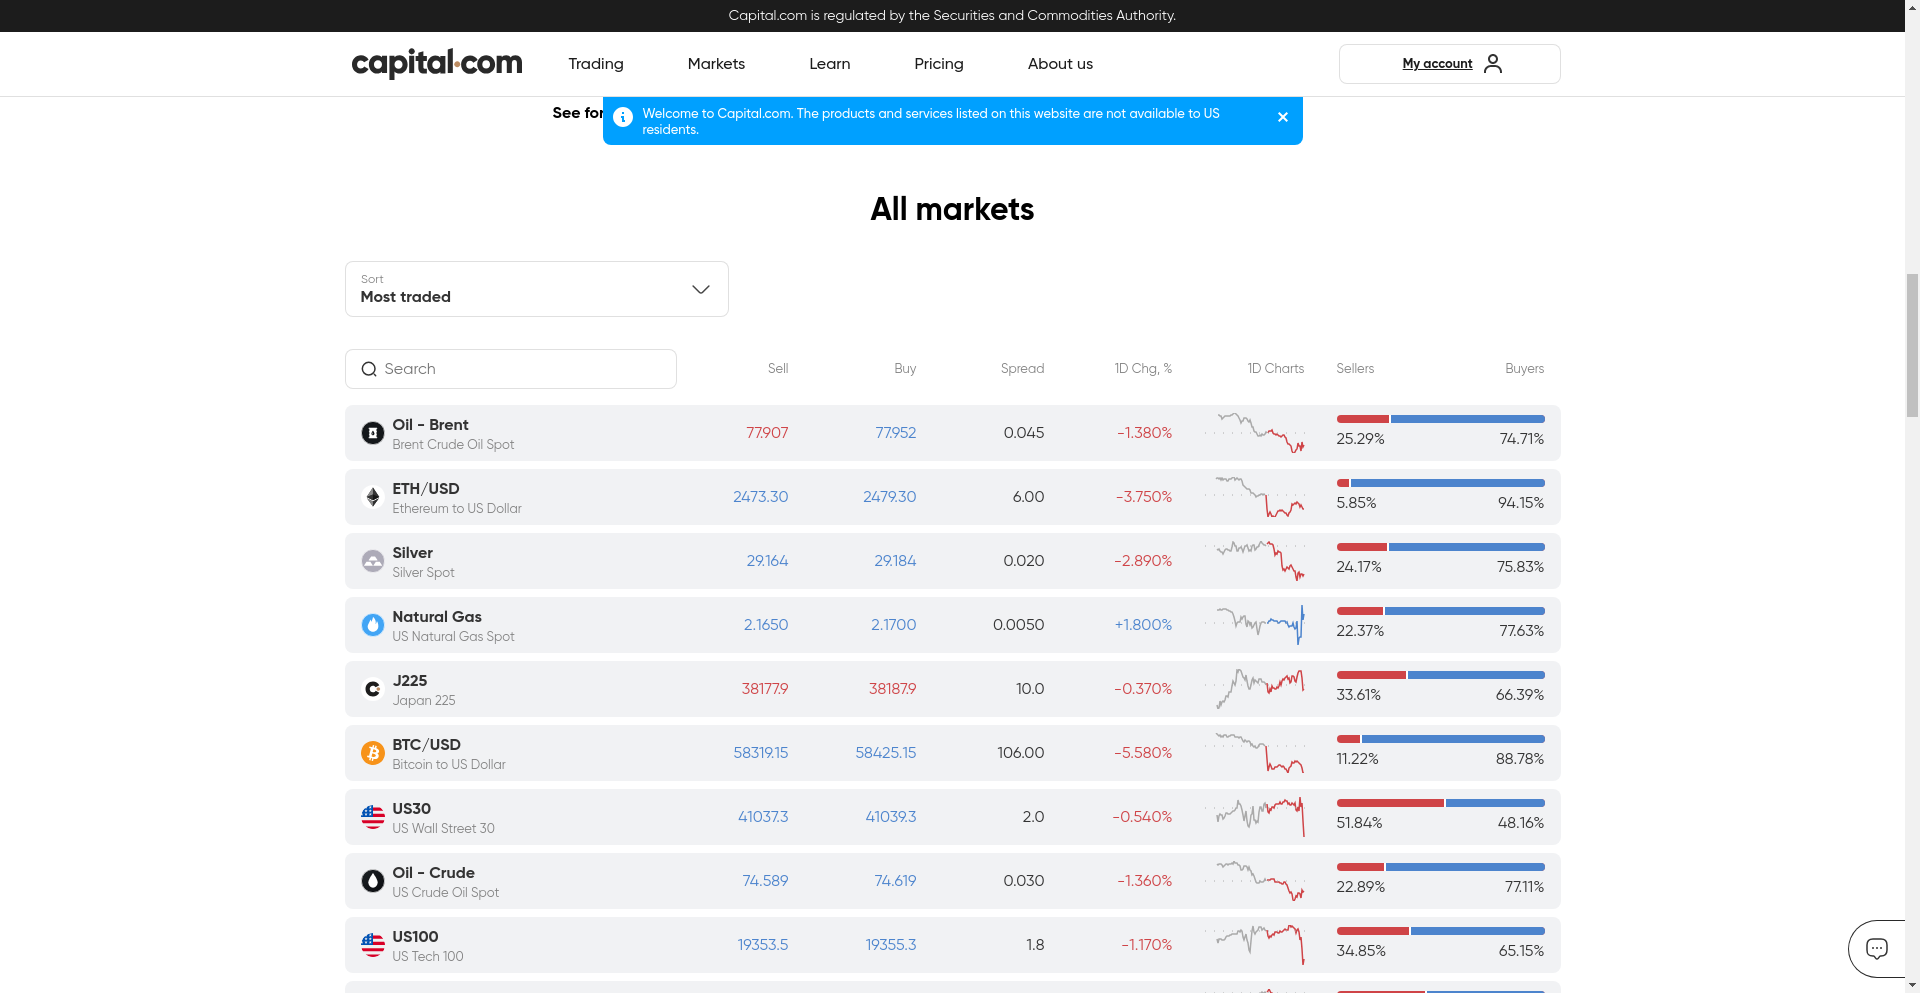 Capital.com is regulated by the Securities and Commodities Authority.
capital.com
Trading
Markets
Learn
Pricing
About us
My account
See for
Welcome to Capital.com. The products and services listed on this website are not available to US
residents.
All markets
Sort
Most traded
Search
Sell
Buy
Spread
1D Chg, %
1D Charts
Sellers
Buyers
Oil - Brent
Brent Crude Oil Spot
77.907
77.952
0.045
-1.380%
25.29%
74.71%
ETH/USD
Ethereum to US Dollar
2473.30
2479.30
6.00
-3.750%
5.85%
94.15%
Silver
Silver Spot
29.164
29.184
0.020
-2.890%
24.17%
75.83%
Natural Gas
US Natural Gas Spot
2.1650
2.1700
0.0050
+1.800%
22.37%
77.63%
J225
Japan 225
38177.9
38187.9
10.0
-0.370%
33.61%
66.39%
BTC/USD
Bitcoin to US Dollar
58319.15
58425.15
106.00
-5.580%
11.22%
88.78%
US30
US Wall Street 30
41037.3
41039.3
2.0
-0.540%
51.84%
48.16%
Oil - Crude
US Crude Oil Spot
74.589
74.619
0.030
-1.360%
22.89%
77.11%
US100
US Tech 100
19353.5
19355.3
1.8
-1.170%
34.85%
65.15%